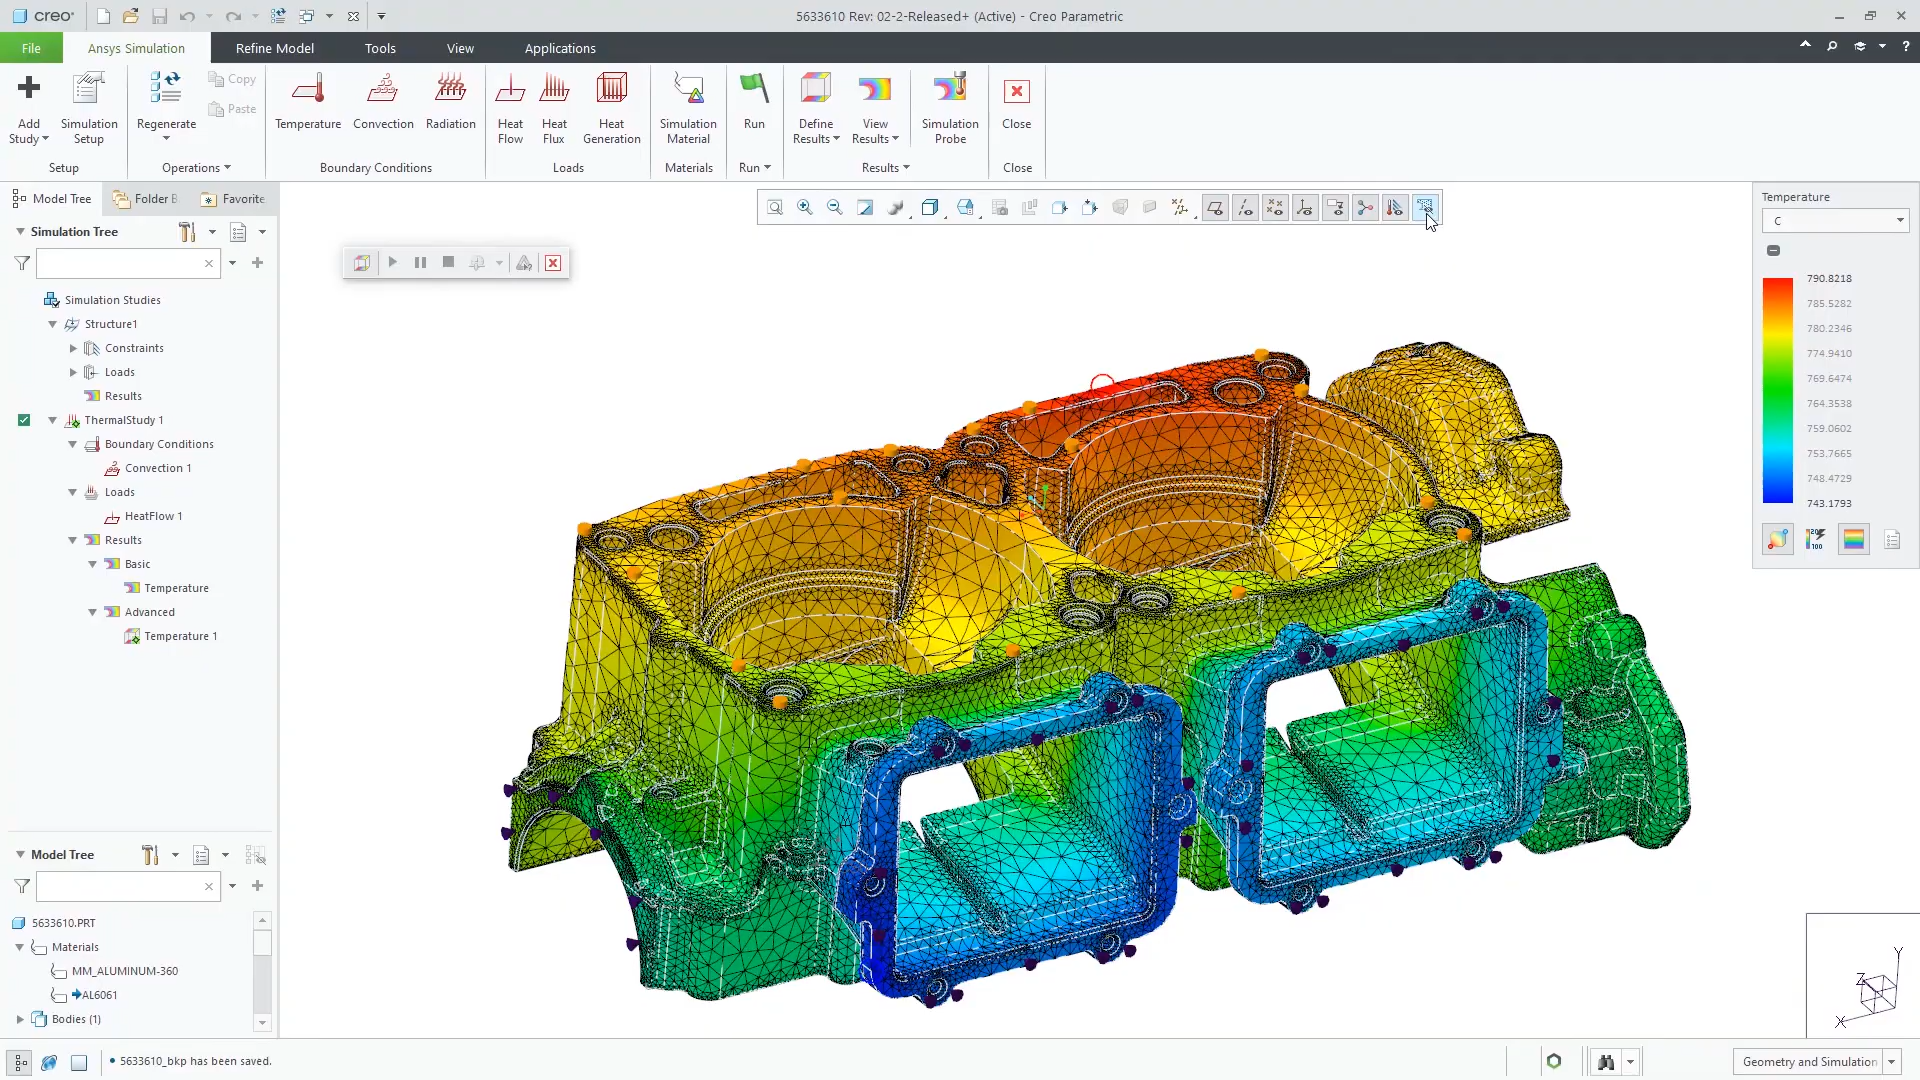 creo
5633610 Rev: 02-2-Released+ (Active) - Creo Parametric
File
Ansys Simulation
Refine Model
Tools
View
Applications
Add Study
Simulation Setup
Setup
Regenerate
Copy
Paste
Operations
Temperature
Convection
Radiation
Boundary Conditions
Heat Flow
Heat Flux
Heat Generation
Loads
Simulation Material
Materials
Run
Run
Define Results
View Results
Simulation Probe
Results
Close
Close
Model Tree
Folder B
Favorite
Simulation Tree
Simulation Studies
Structure1
Constraints
Loads
Results
ThermalStudy 1
Boundary Conditions
Convection 1
Loads
HeatFlow 1
Results
Basic
Temperature
Advanced
Temperature 1
Model Tree
5633610.PRT
Materials
MM_ALUMINUM-360
AL6061
Bodies (1)
Temperature
C
790.8218
785.5282
780.2346
774.9410
769.6474
764.3538
759.0602
753.7665
748.4729
743.1793
Y
Z
X
5633610_bkp has been saved.
Geometry and Simulation